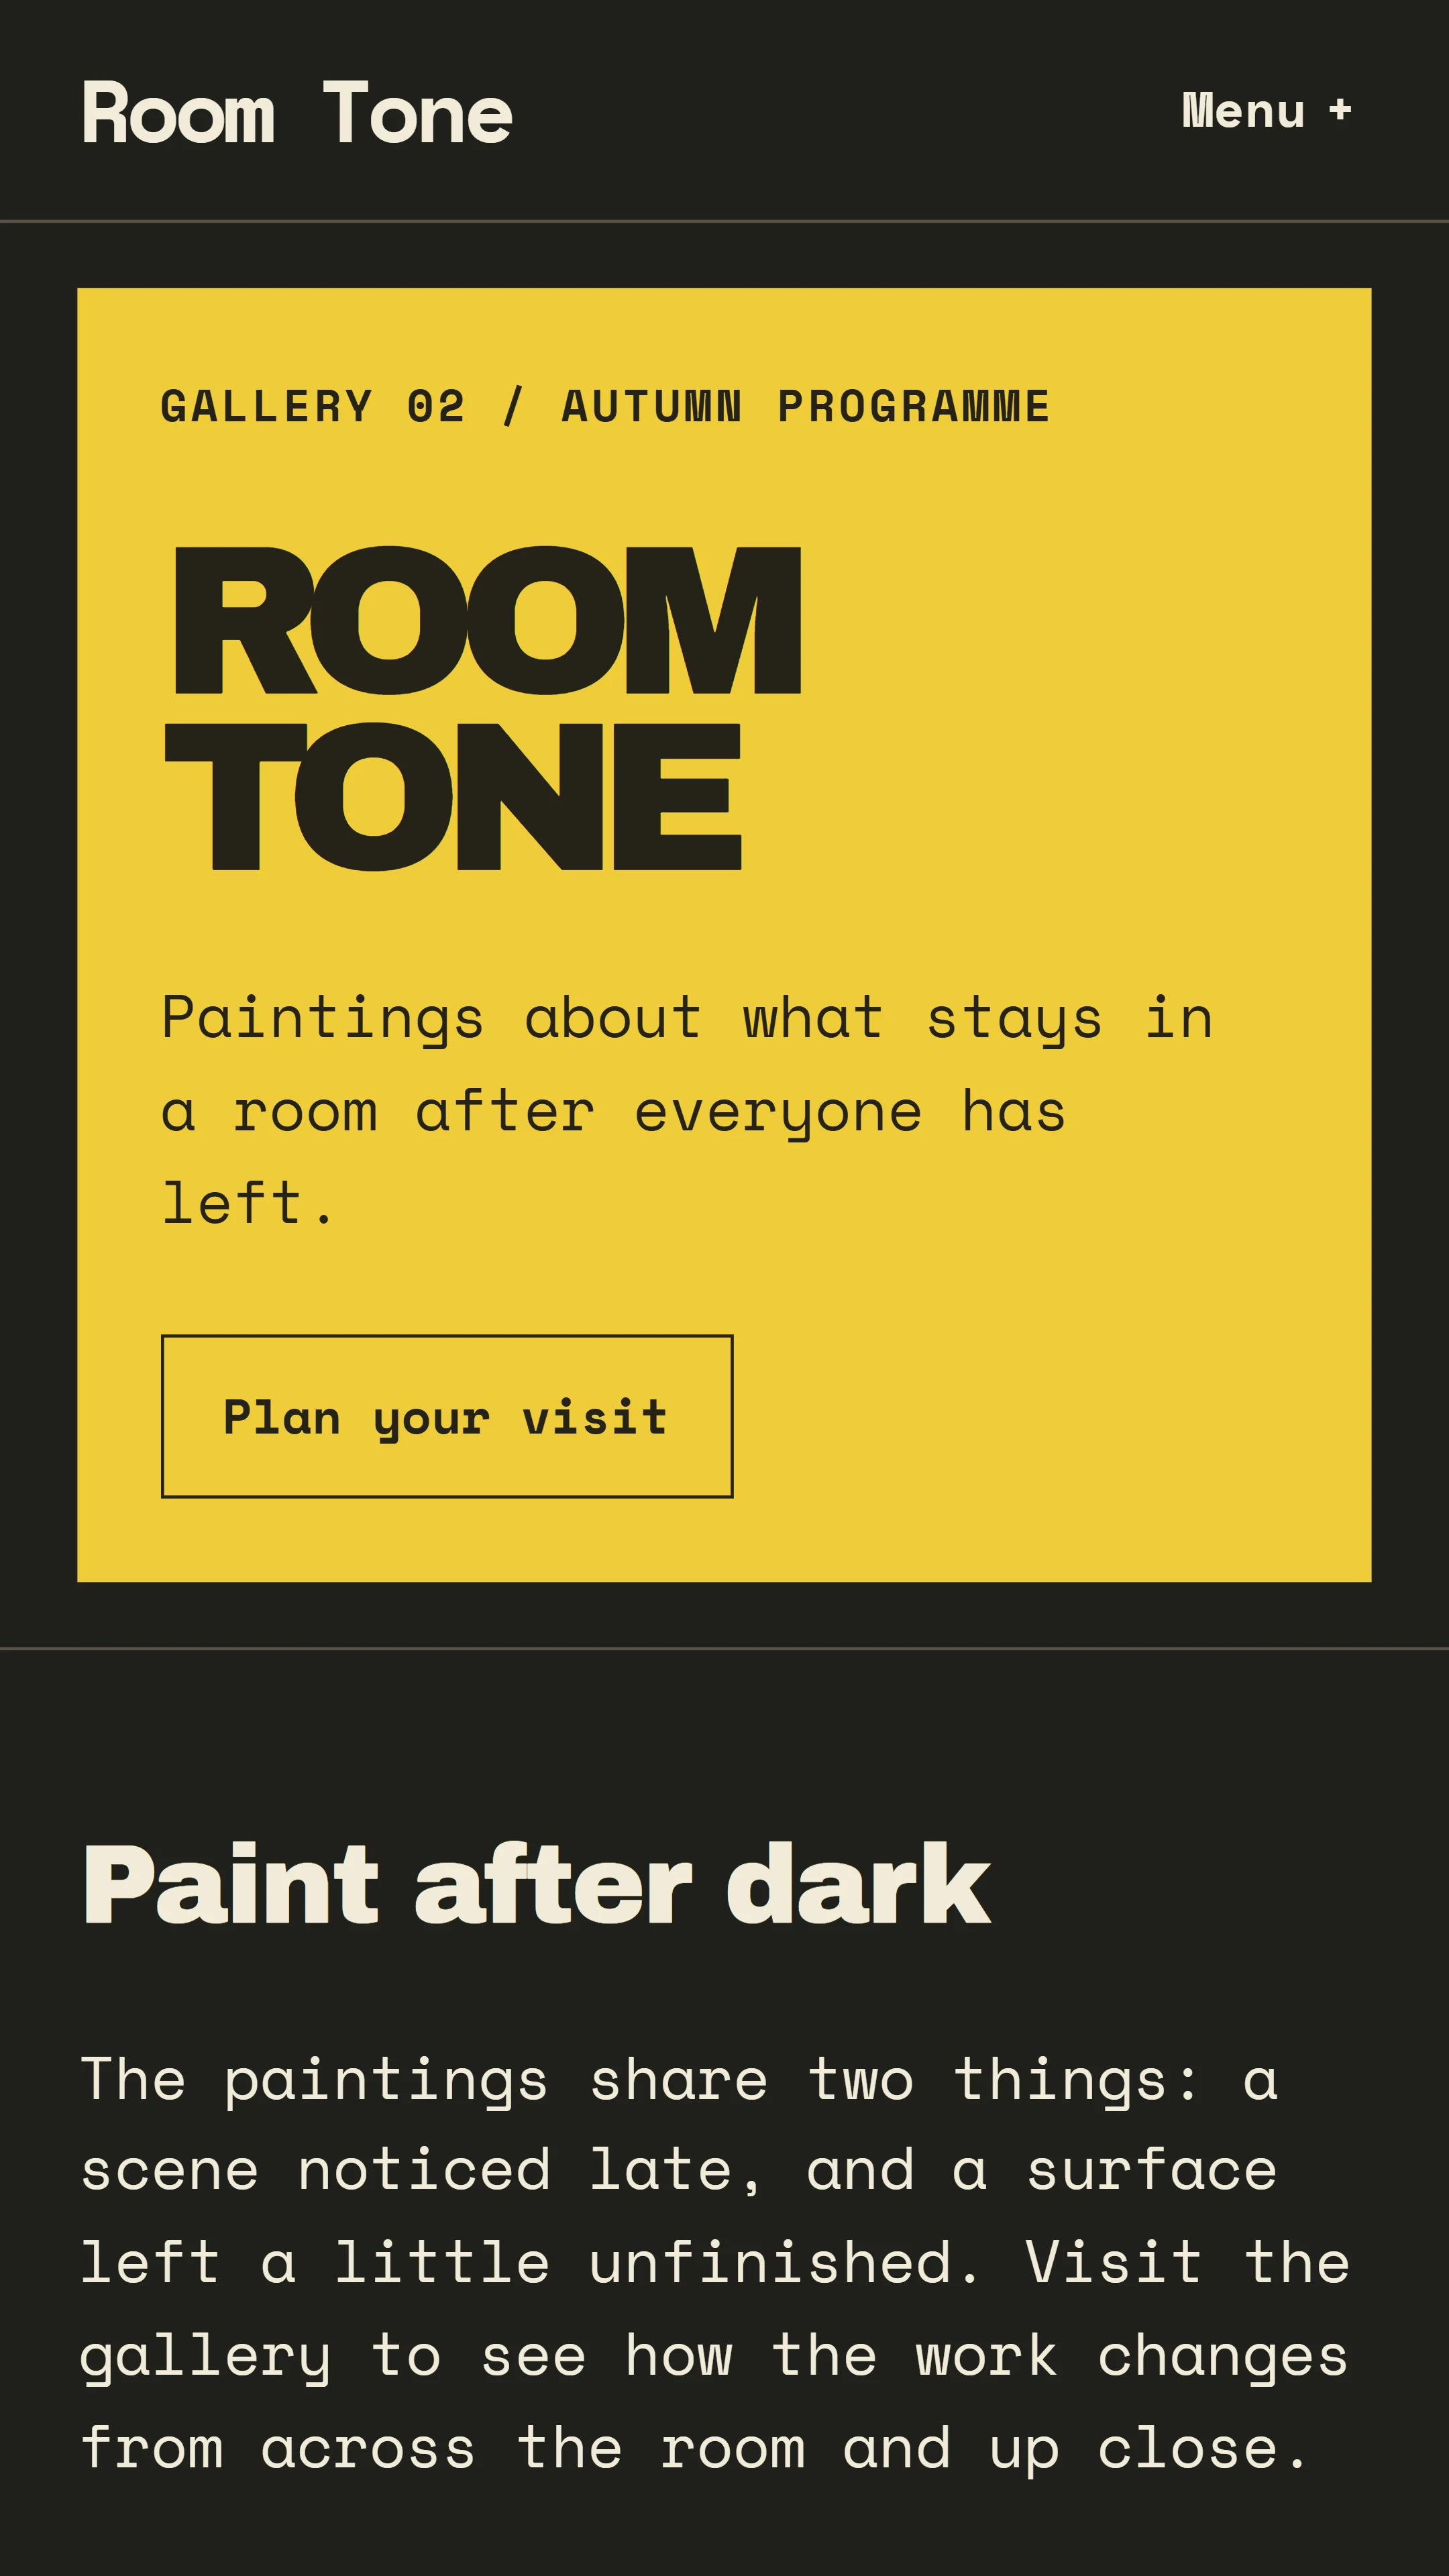 Room Tone
Menu +
GALLERY 02 / AUTUMN PROGRAMME
ROOM
TONE
Paintings about what stays in
a room after everyone has
left.
Plan your visit
Paint after dark
The paintings share two things: a
scene noticed late, and a surface
left a little unfinished. Visit the
gallery to see how the work changes
from across the room and up close.